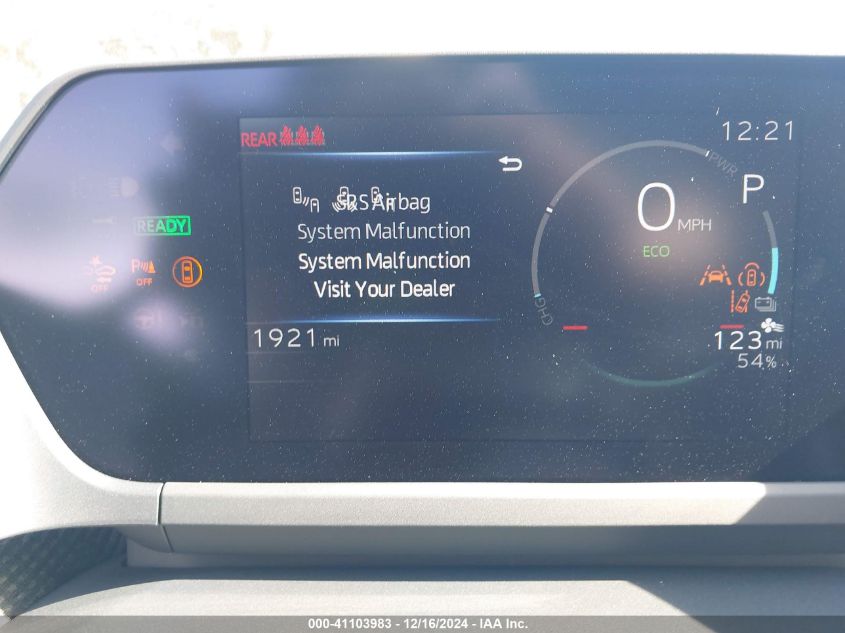 REAR
12:21
PWR
P
SRS Airbag
0 MPH
READY
System Malfunction
ECO
System Malfunction
P
OFF
OFF
Visit Your Dealer
CHG
1921 mi
123 mi
54%
000-41103983 - 12/16/2024 - IAA Inc.